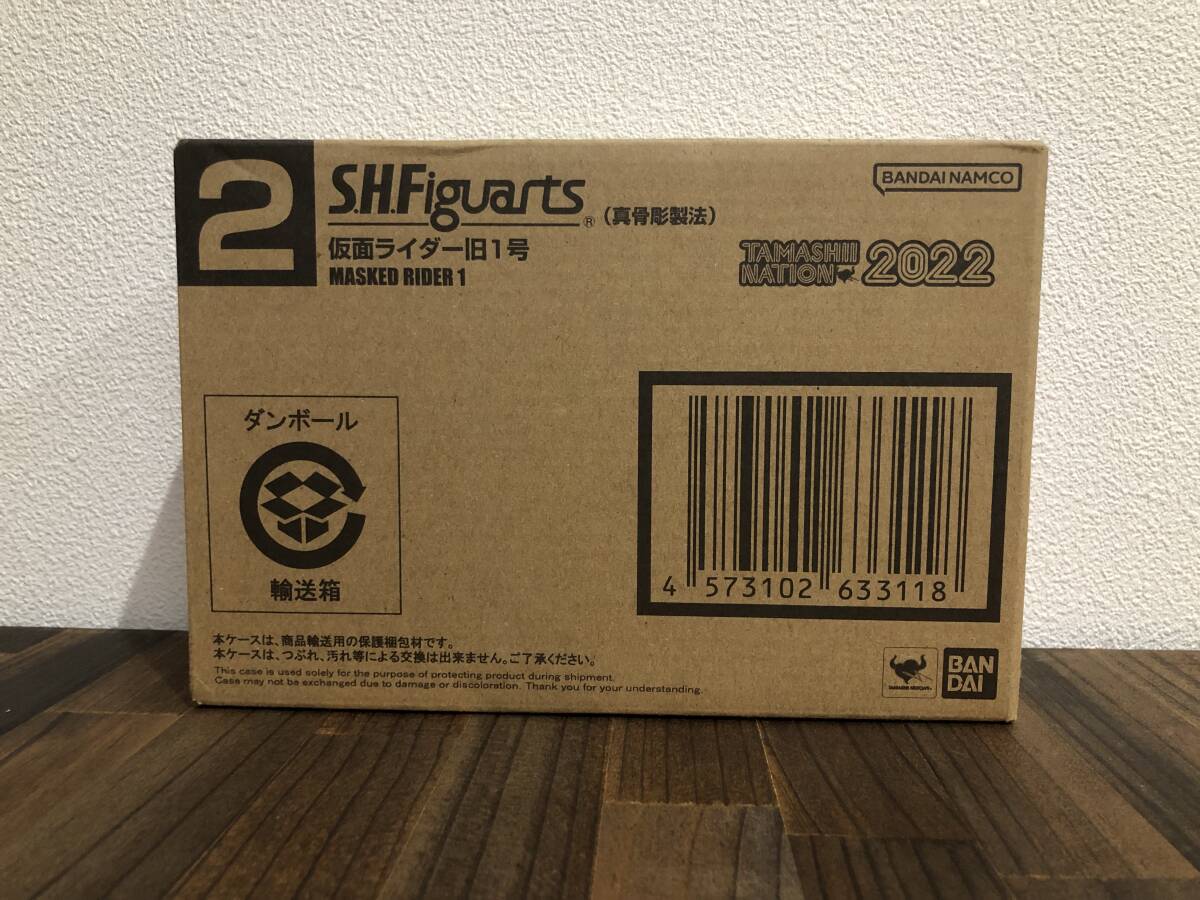 2
S.H.Figuarts®
(真骨彫製法)
仮面ライダー旧1号
MASKED RIDER 1
BANDAI NAMCO
TAMASHII
NATION 2022
ダンボール
輸送箱
4 573102 633118
本ケースは、商品輸送用の保護梱包材です。
本ケースは、つぶれ、汚れ等による交換は出来ません。ご了承ください。
This case is used solely for the purpose of protecting product during shipment.
Case may not be exchanged due to damage or discoloration. Thank you for your understanding.
TAMASHII NATIONS
BAN
DAI